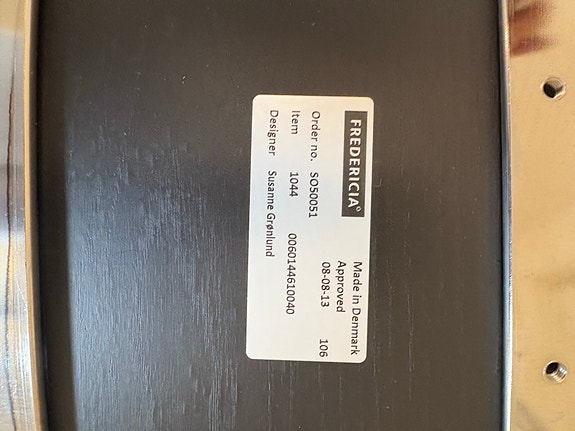 FREDERICIA®
Made in Denmark
Approved
08-08-13 106
Order no. SO50051
Item 1044 0060144610040
Designer Susanne Grønlund